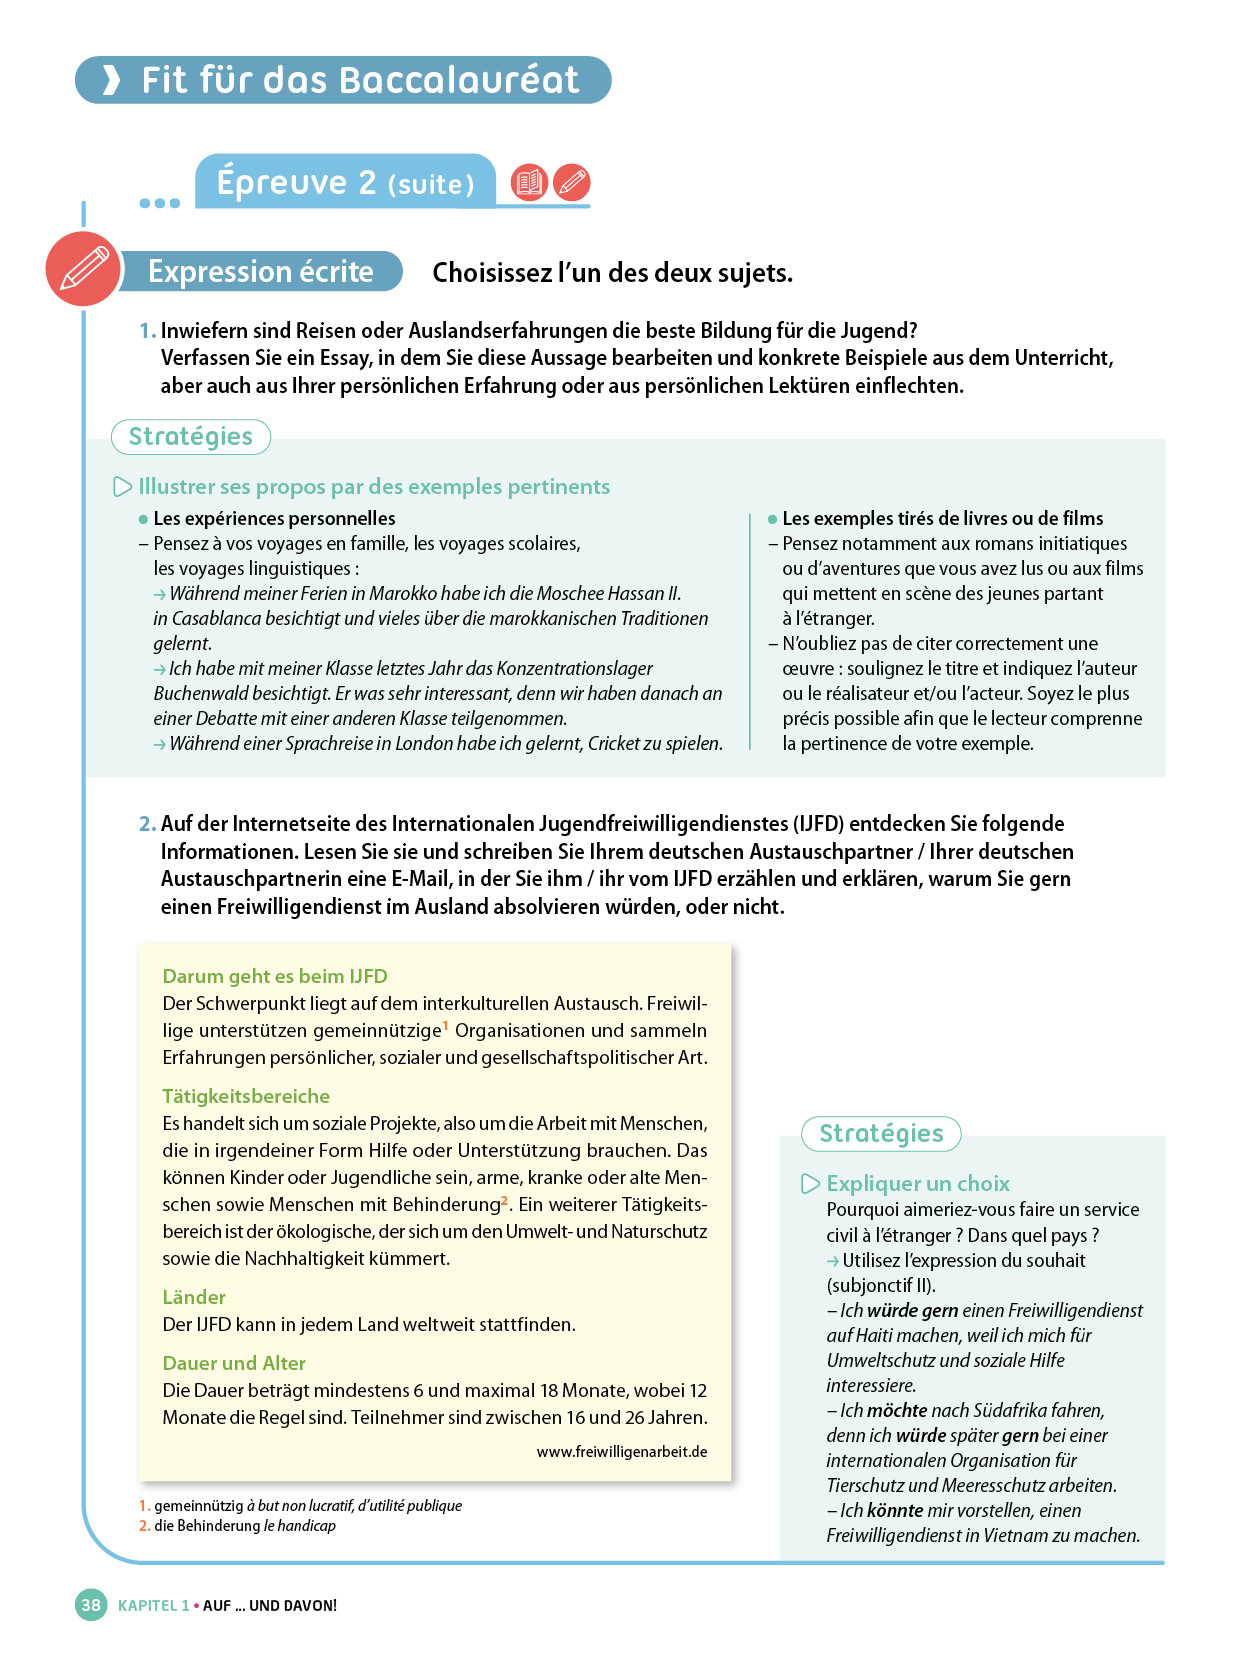 Fit für das Baccalauréat
... Épreuve 2 (suite)
Expression écrite
Choisissez l'un des deux sujets.
1. Inwiefern sind Reisen oder Auslandserfahrungen die beste Bildung für die Jugend?
Verfassen Sie ein Essay, in dem Sie diese Aussage bearbeiten und konkrete Beispiele aus dem Unterricht,
aber auch aus Ihrer persönlichen Erfahrung oder aus persönlichen Lektüren einflechten.
Stratégies
Illustrer ses propos par des exemples pertinents
● Les expériences personnelles
– Pensez à vos voyages en famille, les voyages scolaires,
les voyages linguistiques :
→ Während meiner Ferien in Marokko habe ich die Moschee Hassan II.
in Casablanca besichtigt und vieles über die marokkanischen Traditionen
gelernt.
→ Ich habe mit meiner Klasse letztes Jahr das Konzentrationslager
Buchenwald besichtigt. Er was sehr interessant, denn wir haben danach an
einer Debatte mit einer anderen Klasse teilgenommen.
→ Während einer Sprachreise in London habe ich gelernt, Cricket zu spielen.
● Les exemples tirés de livres ou de films
– Pensez notamment aux romans initiatiques
ou d'aventures que vous avez lus ou aux films
qui mettent en scène des jeunes partant
à l'étranger.
– N'oubliez pas de citer correctement une
œuvre : soulignez le titre et indiquez l'auteur
ou le réalisateur et/ou l'acteur. Soyez le plus
précis possible afin que le lecteur comprenne
la pertinence de votre exemple.
2. Auf der Internetseite des Internationalen Jugendfreiwilligendienstes (IJFD) entdecken Sie folgende
Informationen. Lesen Sie sie und schreiben Sie Ihrem deutschen Austauschpartner / Ihrer deutschen
Austauschpartnerin eine E-Mail, in der Sie ihm / ihr vom IJFD erzählen und erklären, warum Sie gern
einen Freiwilligendienst im Ausland absolvieren würden, oder nicht.
Darum geht es beim IJFD
Der Schwerpunkt liegt auf dem interkulturellen Austausch. Freiwil-
lige unterstützen gemeinnützige1 Organisationen und sammeln
Erfahrungen persönlicher, sozialer und gesellschaftspolitischer Art.
Tätigkeitsbereiche
Es handelt sich um soziale Projekte, also um die Arbeit mit Menschen,
die in irgendeiner Form Hilfe oder Unterstützung brauchen. Das
können Kinder oder Jugendliche sein, arme, kranke oder alte Men-
schen sowie Menschen mit Behinderung2. Ein weiterer Tätigkeits-
bereich ist der ökologische, der sich um den Umwelt- und Naturschutz
sowie die Nachhaltigkeit kümmert.
Länder
Der IJFD kann in jedem Land weltweit stattfinden.
Dauer und Alter
Die Dauer beträgt mindestens 6 und maximal 18 Monate, wobei 12
Monate die Regel sind. Teilnehmer sind zwischen 16 und 26 Jahren.
www.freiwilligenarbeit.de
1. gemeinnützig à but non lucratif, d'utilité publique
2. die Behinderung le handicap
Stratégies
Expliquer un choix
Pourquoi aimeriez-vous faire un service
civil à l'étranger ? Dans quel pays ?
→ Utilisez l'expression du souhait
(subjonctif II).
– Ich würde gern einen Freiwilligendienst
auf Haiti machen, weil ich mich für
Umweltschutz und soziale Hilfe
interessiere.
– Ich möchte nach Südafrika fahren,
denn ich würde später gern bei einer
internationalen Organisation für
Tierschutz und Meeresschutz arbeiten.
– Ich könnte mir vorstellen, einen
Freiwilligendienst in Vietnam zu machen.
38 KAPITEL 1 • AUF ... UND DAVON!